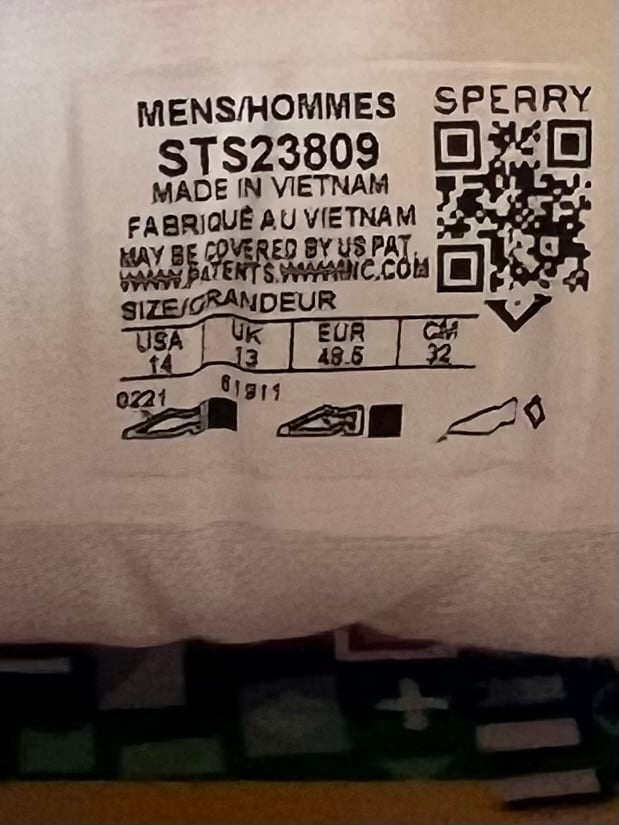 SPERRY
MENS/HOMMES
STS23809
MADE IN VIETNAM
FABRIQUÉ AU VIETNAM
MAY BE COVERED BY US PAT.
PATENTS.
SIZE/GRANDEUR
USA UK EUR CM
14 13 48.5 32
0221